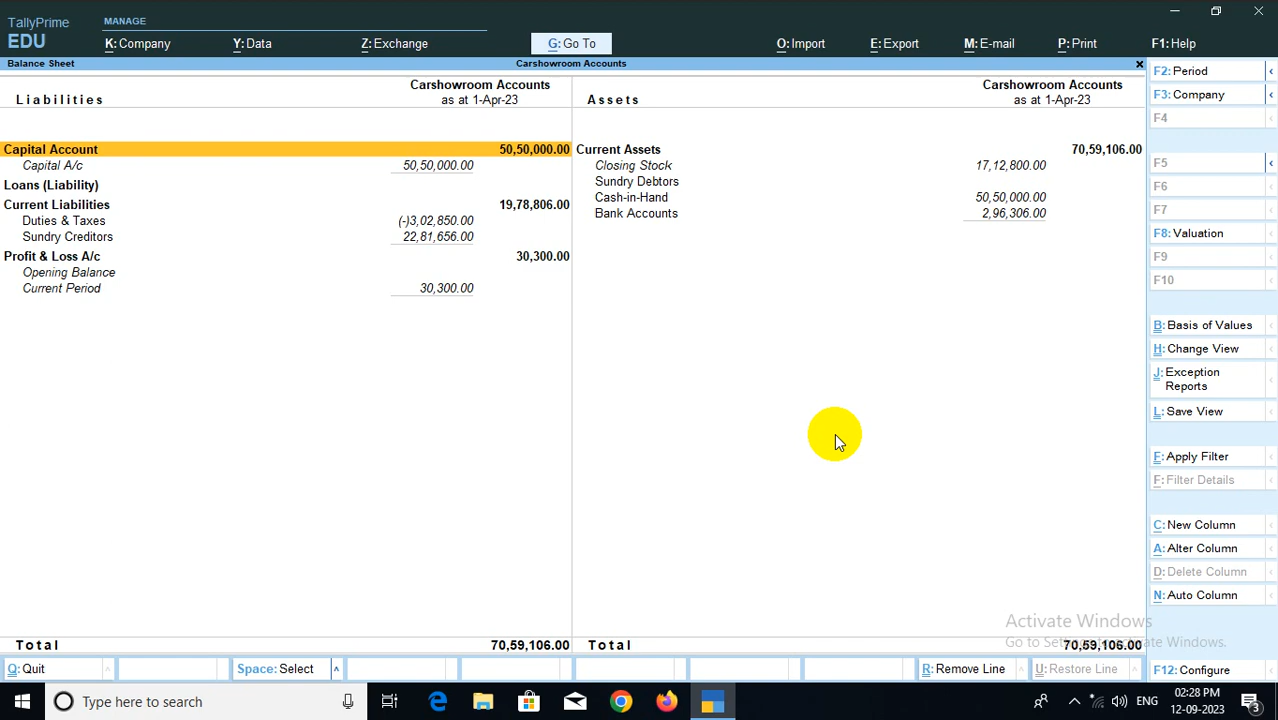 TallyPrime
MANAGE
EDU
K: Company
Y: Data
Z: Exchange
G: Go To
O: Import
E: Export
M: E-mail
P: Print
F1: Help
Balance Sheet
Carshowroom Accounts
Liabilities
Carshowroom Accounts
as at 1-Apr-23
Assets
Carshowroom Accounts
as at 1-Apr-23
Capital Account 50,50,000.00
Capital A/c 50,50,000.00
Loans (Liability)
Current Liabilities 19,78,806.00
Duties & Taxes (-)3,02,850.00
Sundry Creditors 22,81,656.00
Profit & Loss A/c 30,300.00
Opening Balance
Current Period 30,300.00
Current Assets 70,59,106.00
Closing Stock 17,12,800.00
Sundry Debtors
Cash-in-Hand 50,50,000.00
Bank Accounts 2,96,306.00
Total 70,59,106.00
Total 70,59,106.00
F2: Period
F3: Company
F4
F5
F6
F7
F8: Valuation
F9
F10
B: Basis of Values
H: Change View
J: Exception
Reports
L: Save View
F: Apply Filter
F: Filter Details
C: New Column
A: Alter Column
D: Delete Column
N: Auto Column
Activate Windows
Go to Settings to activate Windows.
Q: Quit
Space: Select
R: Remove Line
U: Restore Line
F12: Configure
Type here to search
ENG
02:28 PM
12-09-2023
3